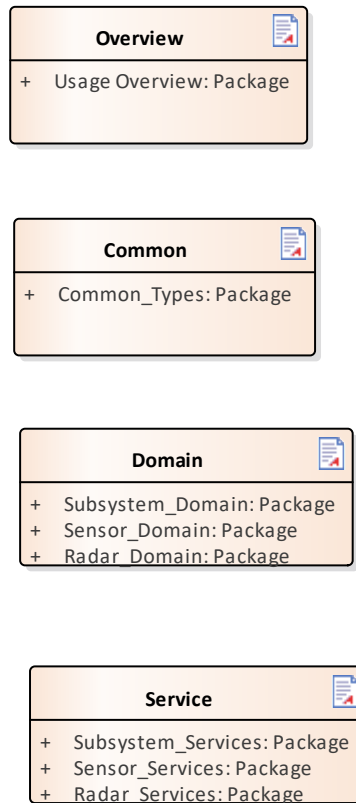 Overview
+ Usage Overview: Package
Common
+ Common_Types: Package
Domain
+ Subsystem_Domain: Package
+ Sensor_Domain: Package
+ Radar_Domain: Package
Service
+ Subsystem_Services: Package
+ Sensor_Services: Package
+ Radar_Services: Package